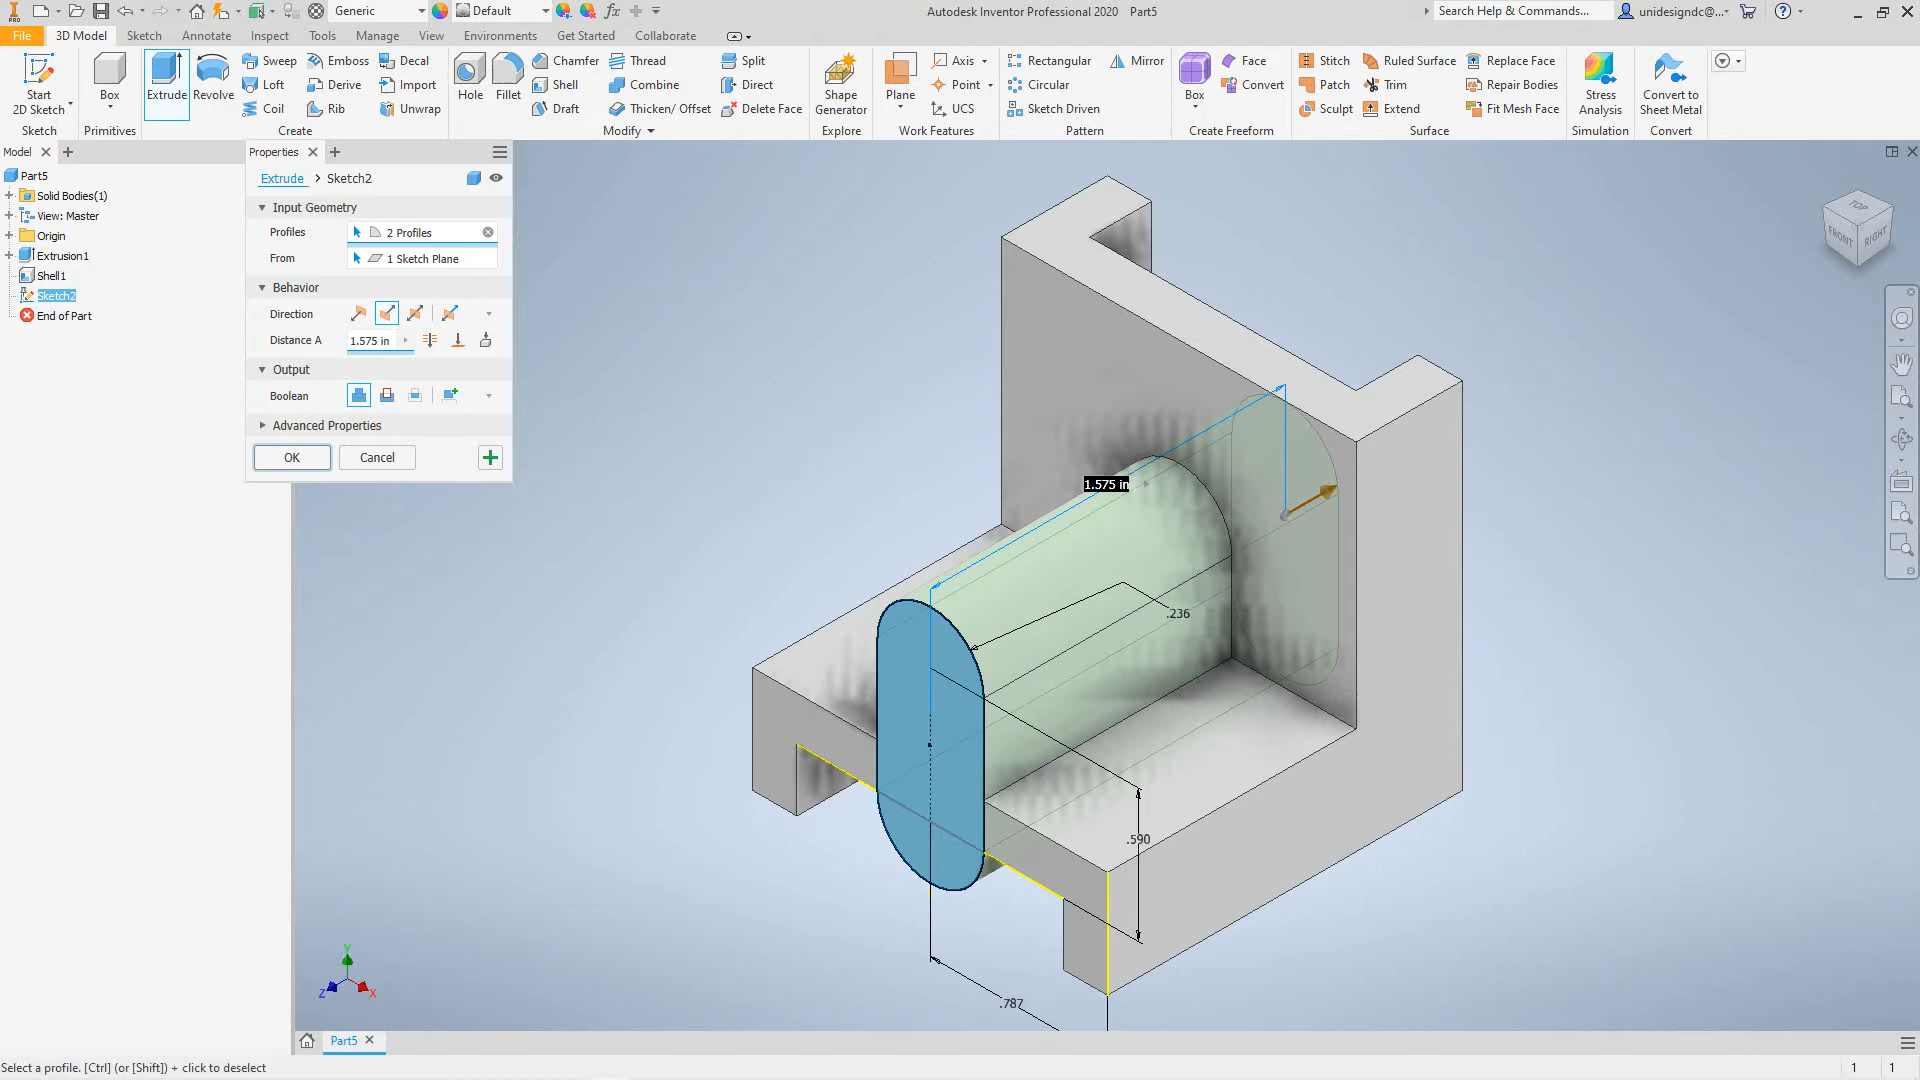 Generic
Default
fx
Autodesk Inventor Professional 2020 Part5
Search Help & Commands...
unidesigndc@...
PRO
File
3D Model
Sketch
Annotate
Inspect
Tools
Manage
View
Environments
Get Started
Collaborate
Start
2D Sketch
Sketch
Box
Primitives
Extrude
Revolve
Sweep
Loft
Coil
Emboss
Derive
Rib
Decal
Import
Unwrap
Create
Hole
Fillet
Chamfer
Shell
Draft
Thread
Combine
Thicken/ Offset
Split
Direct
Delete Face
Modify
Shape
Generator
Explore
Plane
Axis
Point
UCS
Work Features
Rectangular
Circular
Sketch Driven
Mirror
Pattern
Box
Face
Convert
Create Freeform
Stitch
Patch
Sculpt
Ruled Surface
Trim
Extend
Replace Face
Repair Bodies
Fit Mesh Face
Surface
Stress
Analysis
Simulation
Convert to
Sheet Metal
Convert
Model
Part5
Solid Bodies(1)
View: Master
Origin
Extrusion1
Shell1
Sketch2
End of Part
Properties
Extrude > Sketch2
Input Geometry
Profiles 2 Profiles
From 1 Sketch Plane
Behavior
Direction
Distance A 1.575 in
Output
Boolean
Advanced Properties
OK
Cancel
TOP
FRONT
RIGHT
1.575 in
.236
.590
.787
Y
Z
X
Part5
Select a profile. [Ctrl] (or [Shift]) + click to deselect
1 1